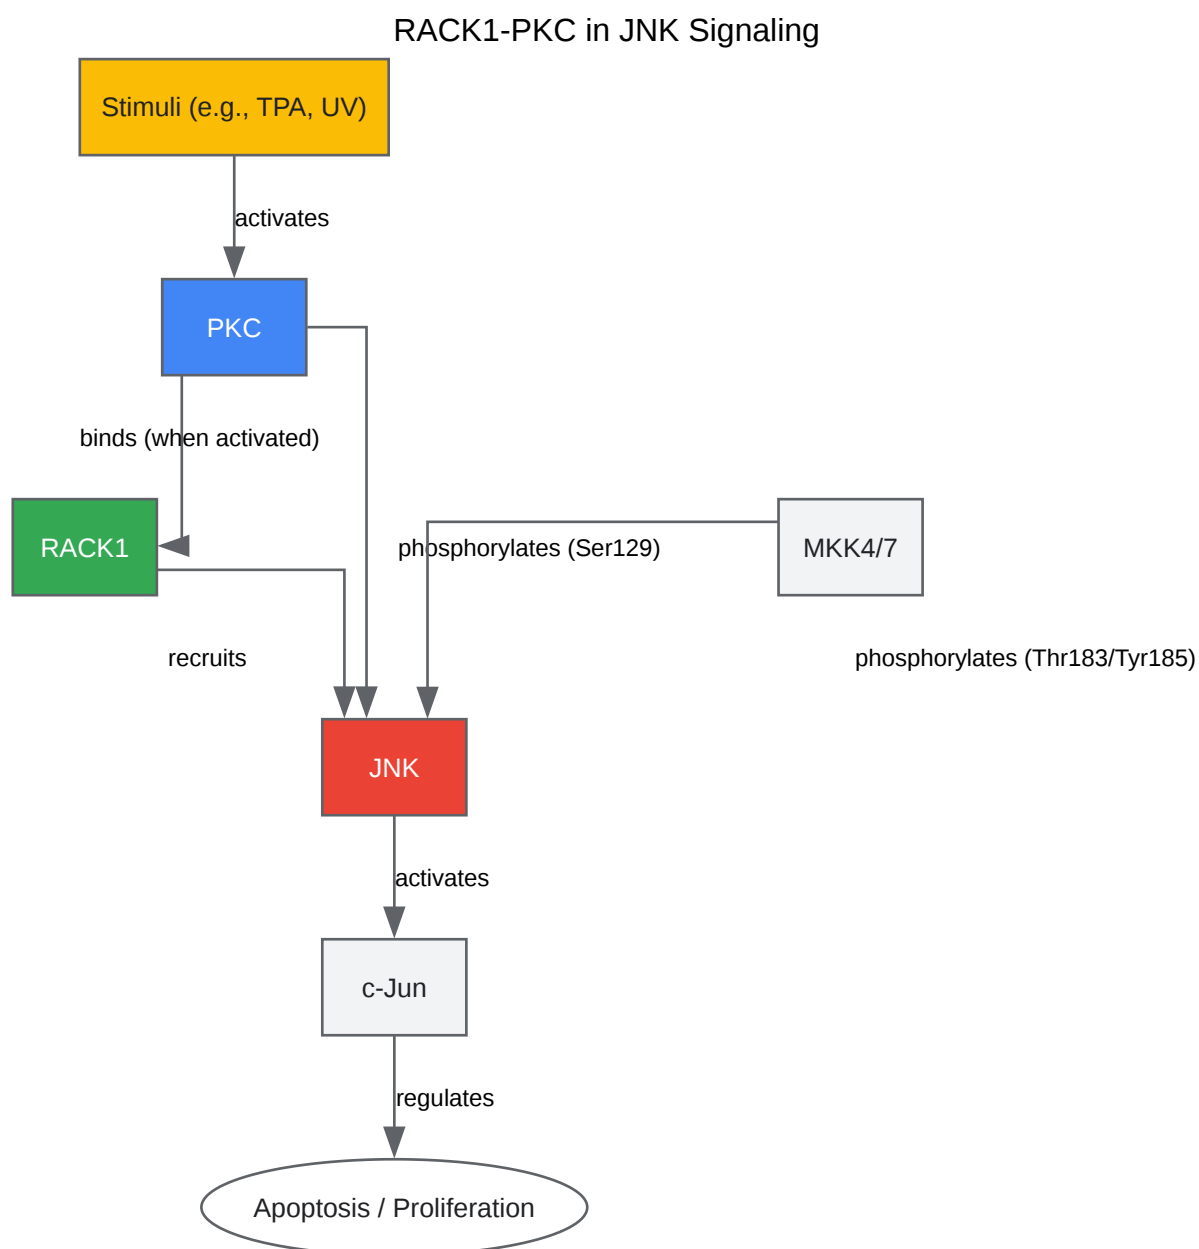 RACK1-PKC in JNK Signaling
Stimuli (e.g., TPA, UV)
activates
PKC
binds (when activated)
RACK1
phosphorylates (Ser129)
MKK4/7
recruits
phosphorylates (Thr183/Tyr185)
JNK
activates
c-Jun
regulates
Apoptosis / Proliferation